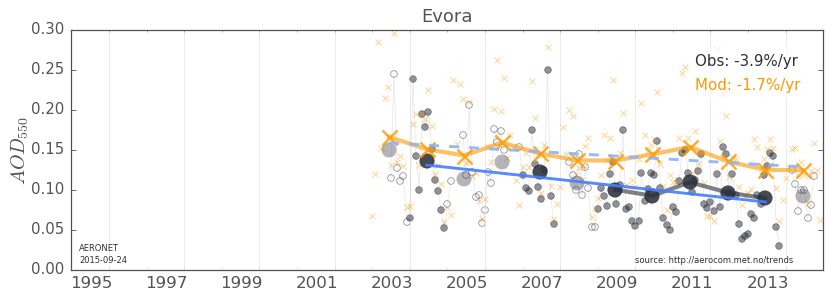 Evora
0.30
0.25
0.20
0.15
0.10
0.05
0.00
AOD550
Obs: -3.9%/yr
Mod: -1.7%/yr
AERONET
2015-09-24
source: http://aerocom.met.no/trends
1995 1997 1999 2001 2003 2005 2007 2009 2011 2013